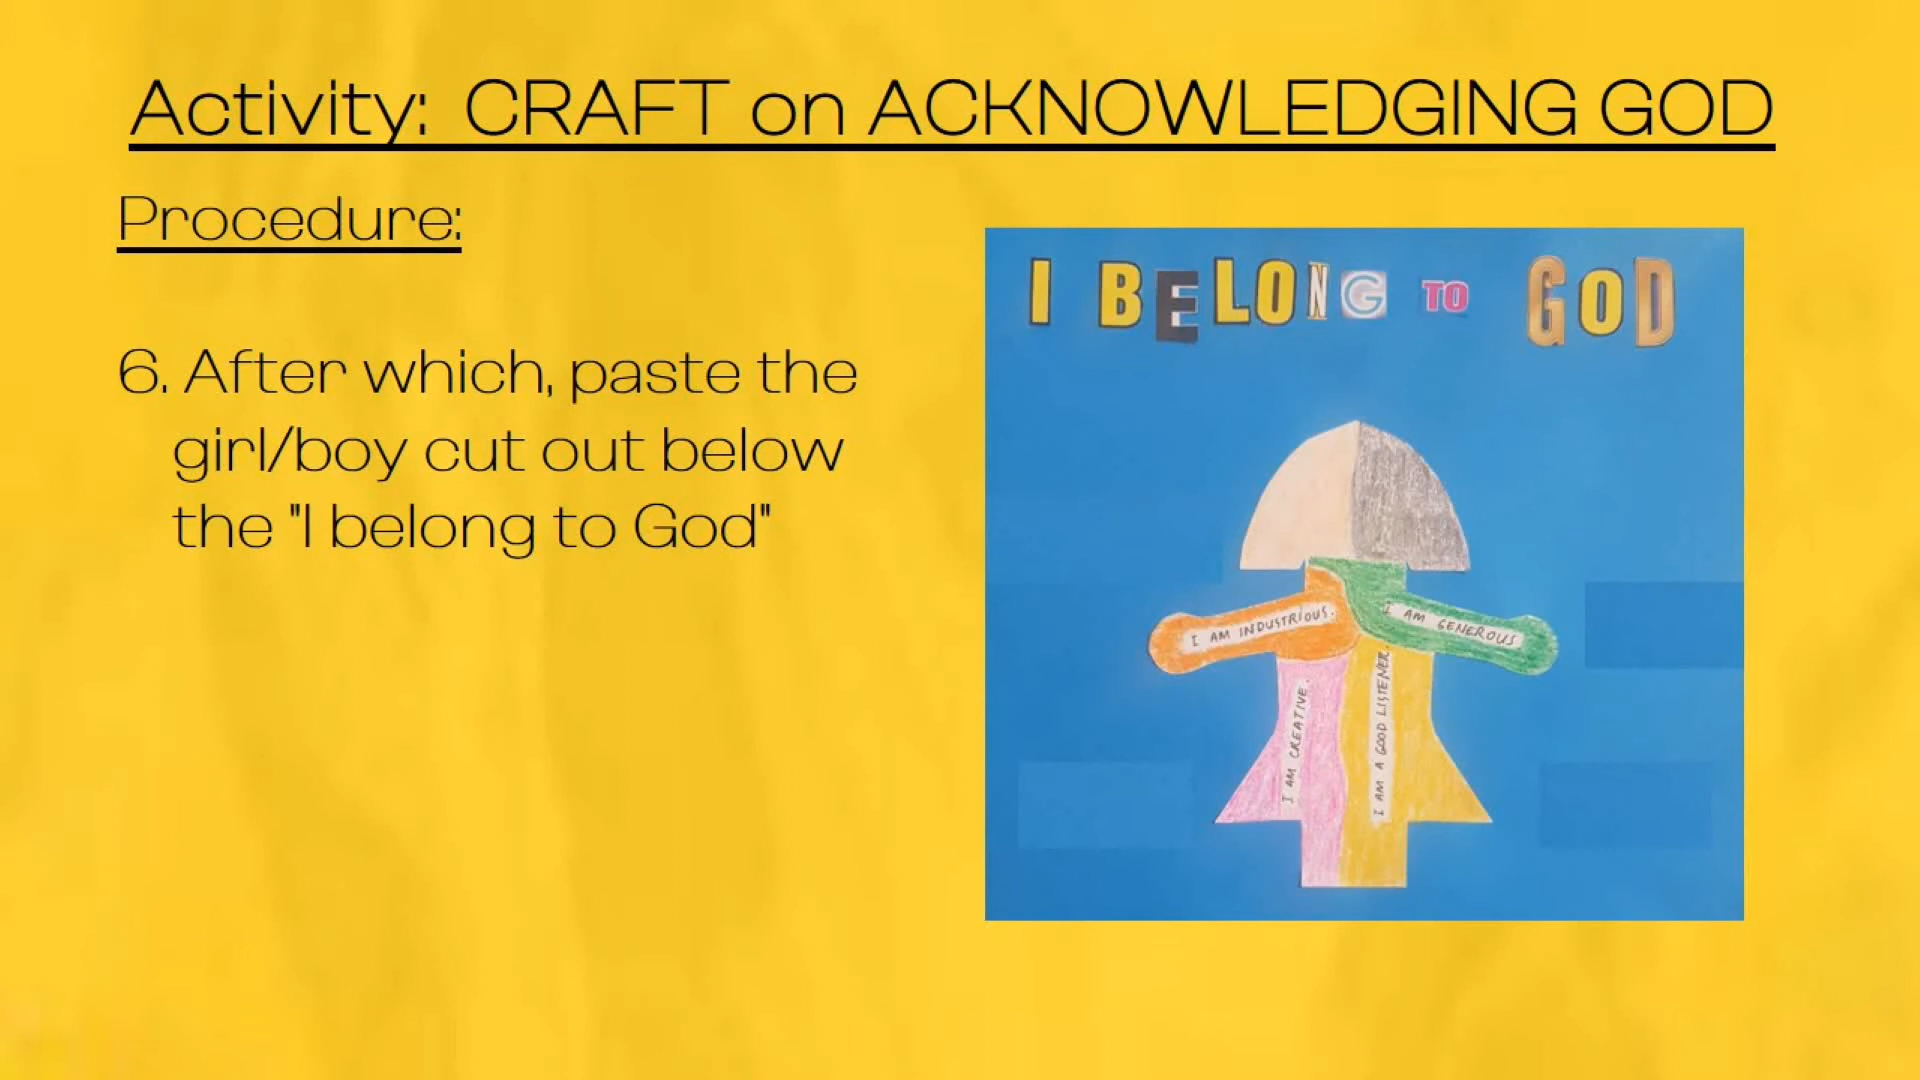 Activity: CRAFT on ACKNOWLEDGING GOD
Procedure:
6. After which, paste the
girl/boy cut out below
the "I belong to God"
I BELONG TO GOD
I AM INDUSTRIOUS.
I AM GENEROUS
I AM CREATIVE.
I AM A GOOD LISTENER.